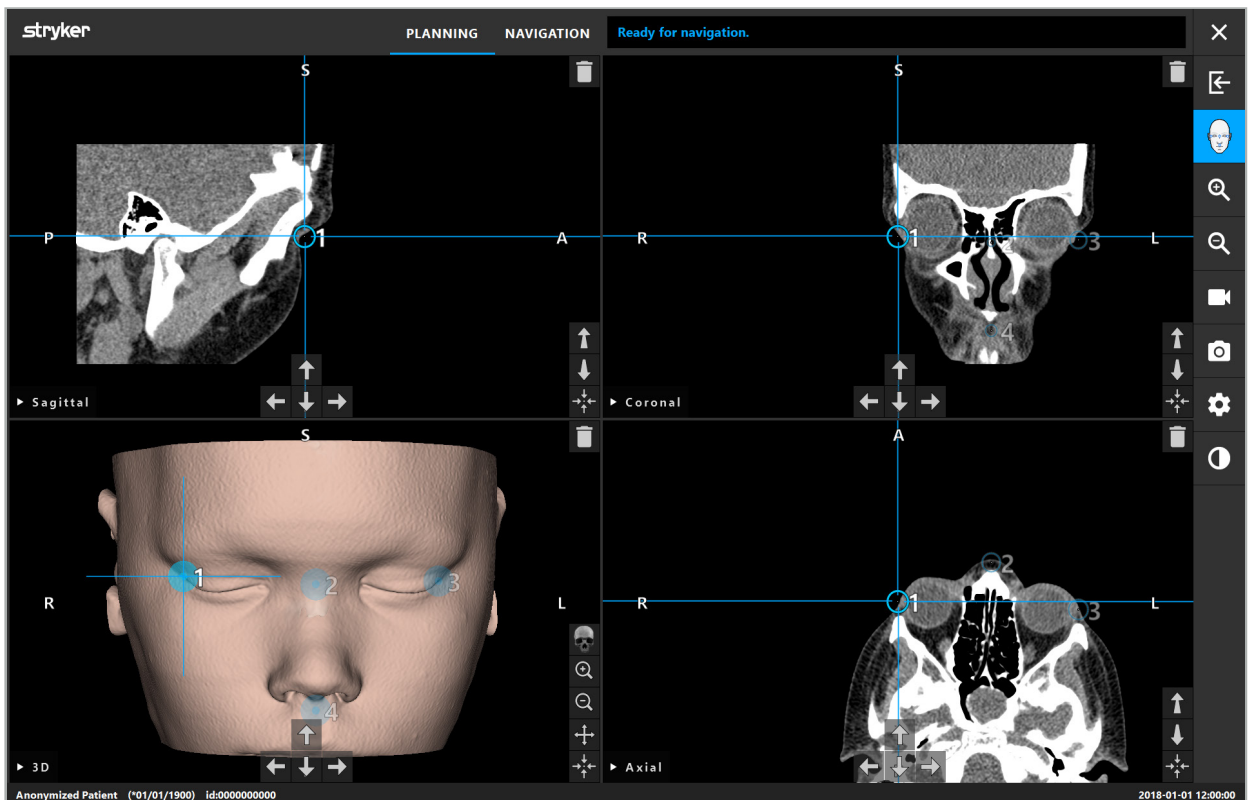 stryker PLANNING NAVIGATION Ready for navigation.
S
P
1
A
Sagittal
S
R
1
2
3
L
4
Coronal
S
R
1
2
3
L
4
3D
A
2
R
1
3
L
Axial
Anonymized Patient (*01/01/1900) id:0000000000 2018-01-01 12:00:00